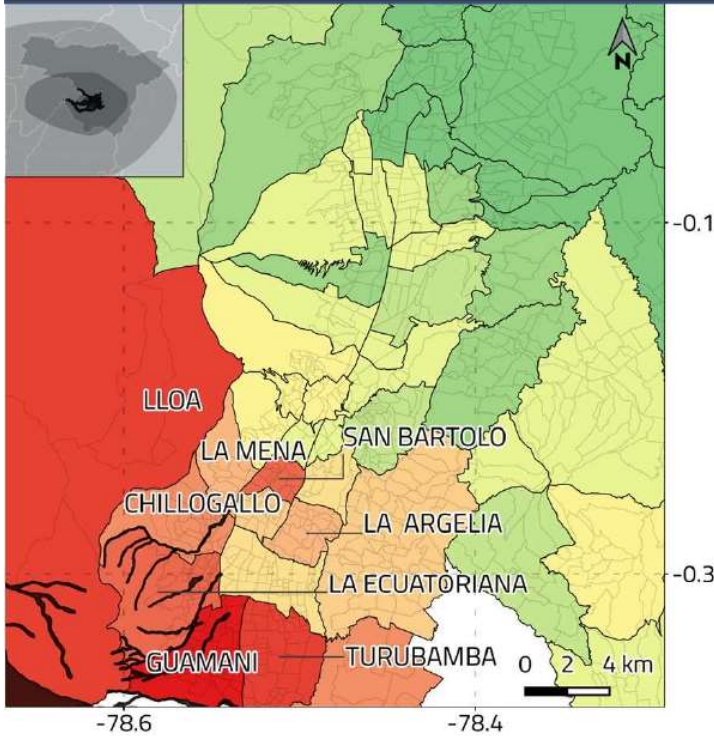 N
-0.1
LLOA
SAN BARTOLO
LA MENA
CHILLOGALLO
LA ARGELIA
-0.3
LA ECUATORIANA
GUAMANI
TURUBAMBA
0 2 4 km
-78.6
-78.4